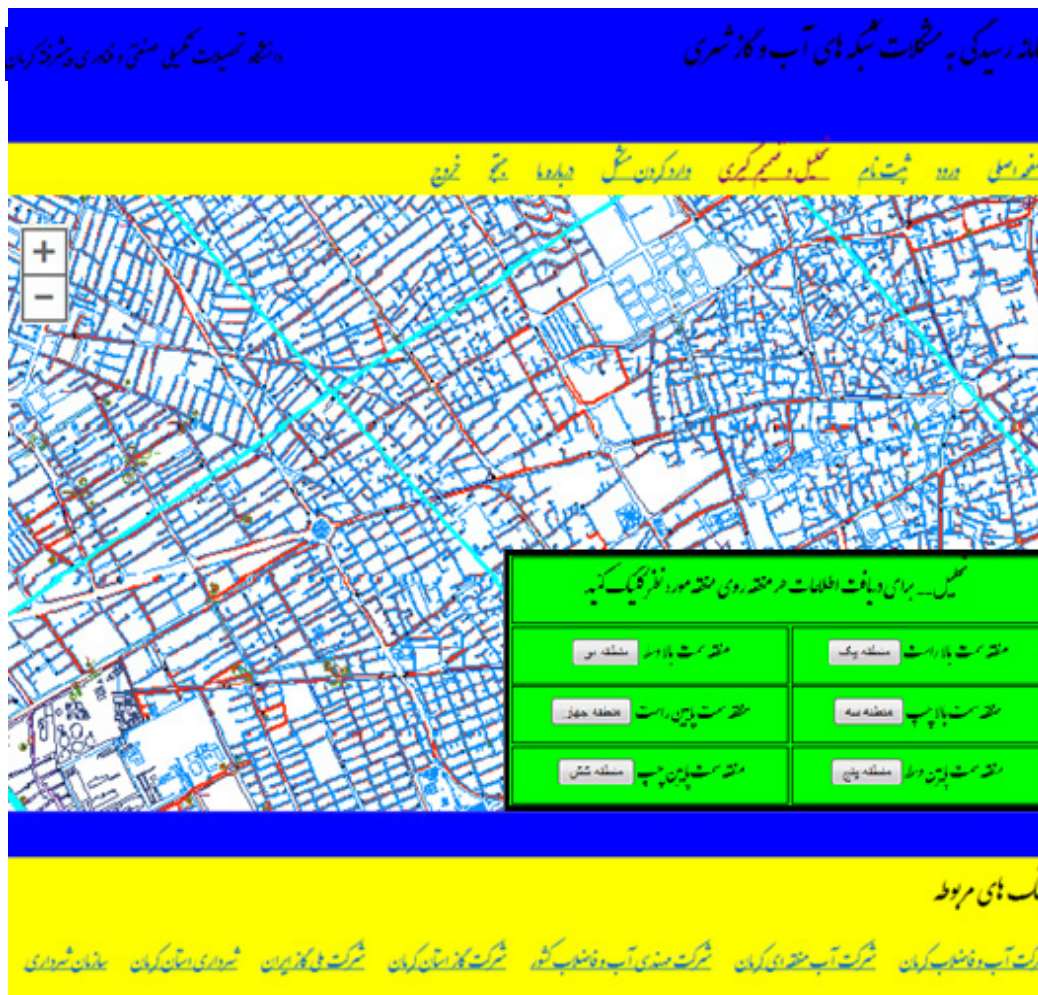 مانه رسیدگی به مشکلات شبکه های آب و گاز شهری
دانشگاه تحصیلات تکمیلی صنعتی و فناوری پیشرفته کرمان
صفحه اصلی ورود ثبت نام تحلیل و تصمیم گیری وارد کردن مشکل درباره ما خروج
+
−
تحلیل__ برای دریافت اطلاعات هر منطقه روی منطقه مورد نظر کلیک کنید
منطقه سمت بالا راست منطقه یک منطقه سمت بالا وسط منطقه
منطقه سمت بالا چپ منطقه سه منطقه سمت پایین راست منطقه چهار
منطقه سمت پایین وسط منطقه پنج منطقه سمت پایین چپ منطقه شش
های مربوطه
شرکت آب و فاضلاب کرمان شرکت آب منطقه ای کرمان شرکت مهندسی آب و فاضلاب کشور شرکت گاز استان کرمان شرکت ملی گاز ایران شهرداری استان کرمان سازمان شهرداری